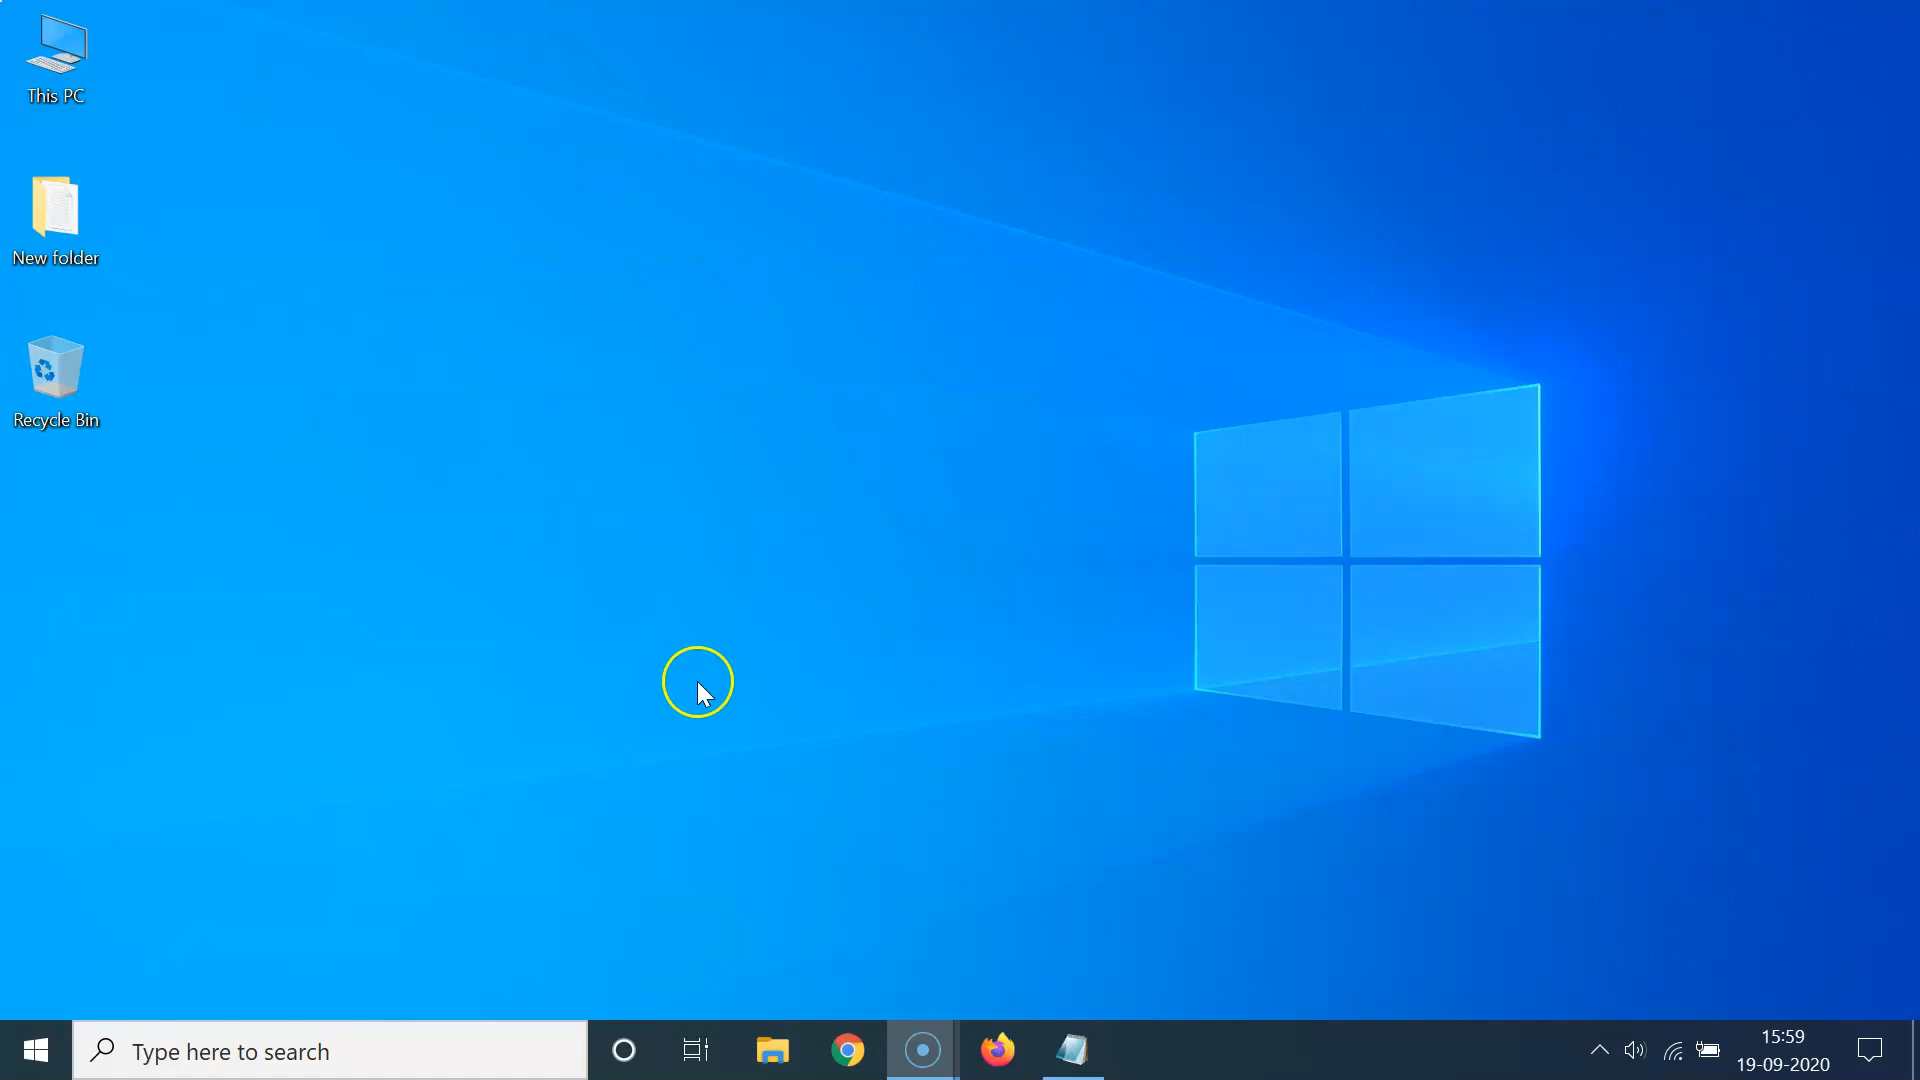 This PC
New folder
Recycle Bin
Type here to search
15:59
19-09-2020